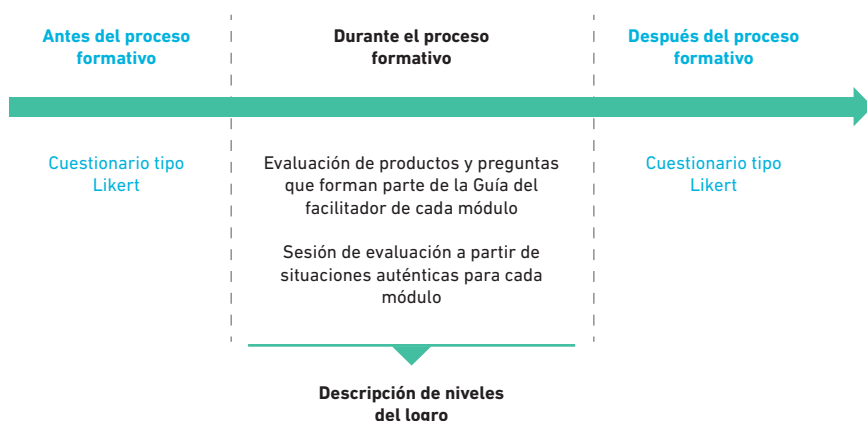 Antes del proceso
formativo
Durante el proceso
formativo
Después del proceso
formativo
Cuestionario tipo
Likert
Evaluación de productos y preguntas
que forman parte de la Guía del
facilitador de cada módulo
Sesión de evaluación a partir de
situaciones auténticas para cada
módulo
Cuestionario tipo
Likert
Descripción de niveles
del logro